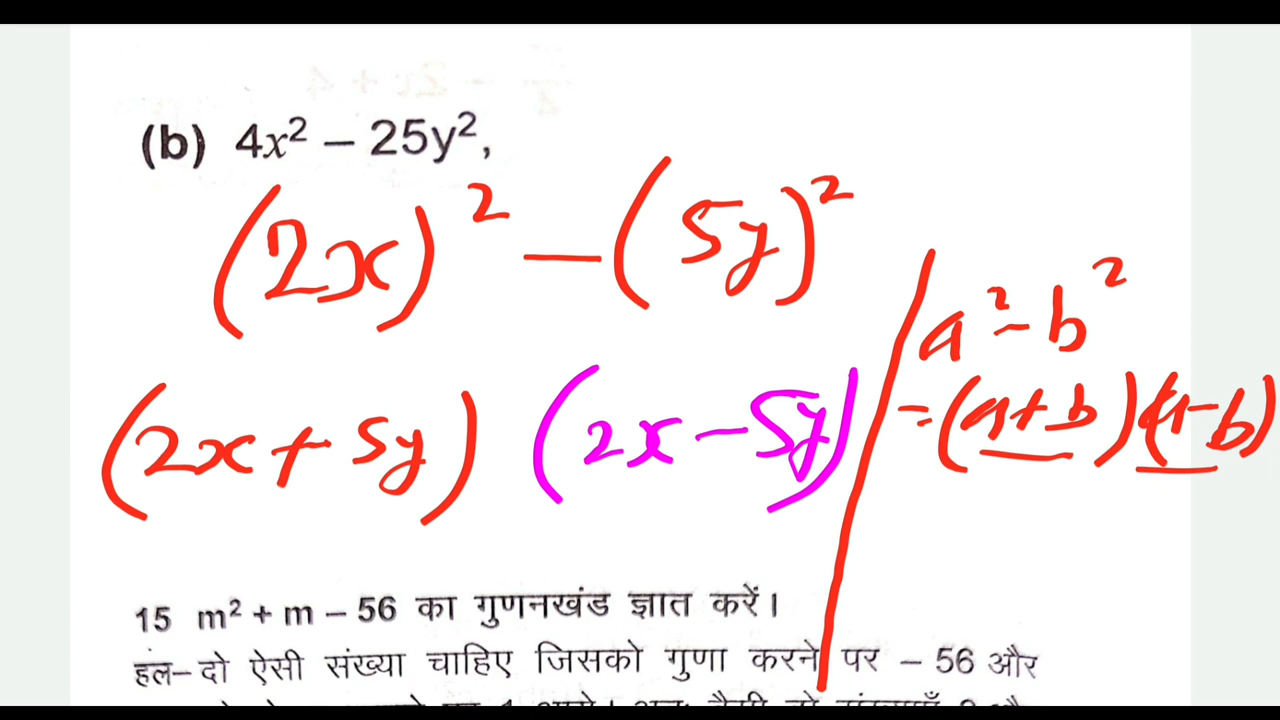 (b) 4x² – 25y²,
(2x)² – (5y)²
a² – b²
= (a+b)(a–b)
(2x + 5y) (2x – 5y)
15 m² + m – 56 का गुणनखंड ज्ञात करें।
हल– दो ऐसी संख्या चाहिए जिसको गुणा करने पर – 56 और